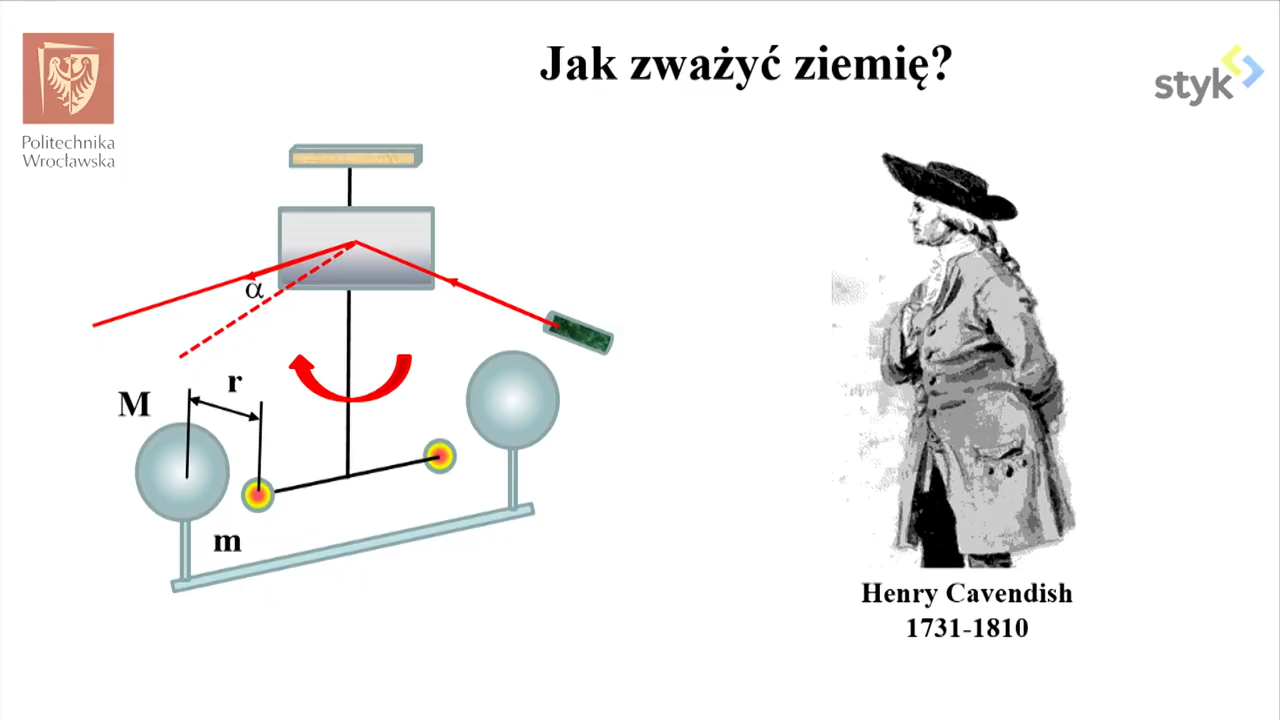 Jak zważyć ziemię?
styk
Politechnika
Wrocławska
α
r
M
m
Henry Cavendish
1731-1810